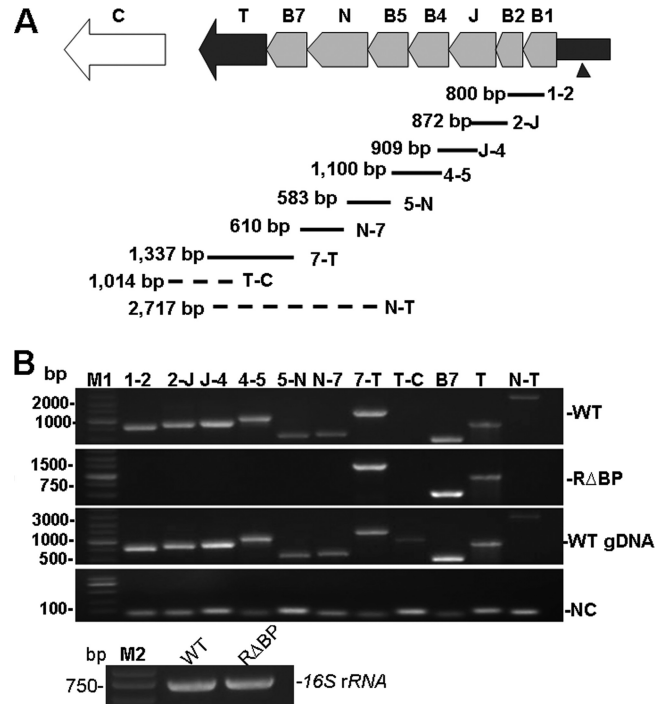 A
C T B7 N B5 B4 J B2 B1
800 bp 1-2
872 bp 2-J
909 bp J-4
1,100 bp 4-5
583 bp 5-N
610 bp N-7
1,337 bp 7-T
1,014 bp T-C
2,717 bp N-T
B
bp M1 1-2 2-J J-4 4-5 5-N N-7 7-T T-C B7 T N-T
2000-
1000-
-WT
1500-
750-
-RΔBP
3000-
1000-
500-
-WT gDNA
100-
-NC
bp M2 WT RΔBP
750-
-16S rRNA